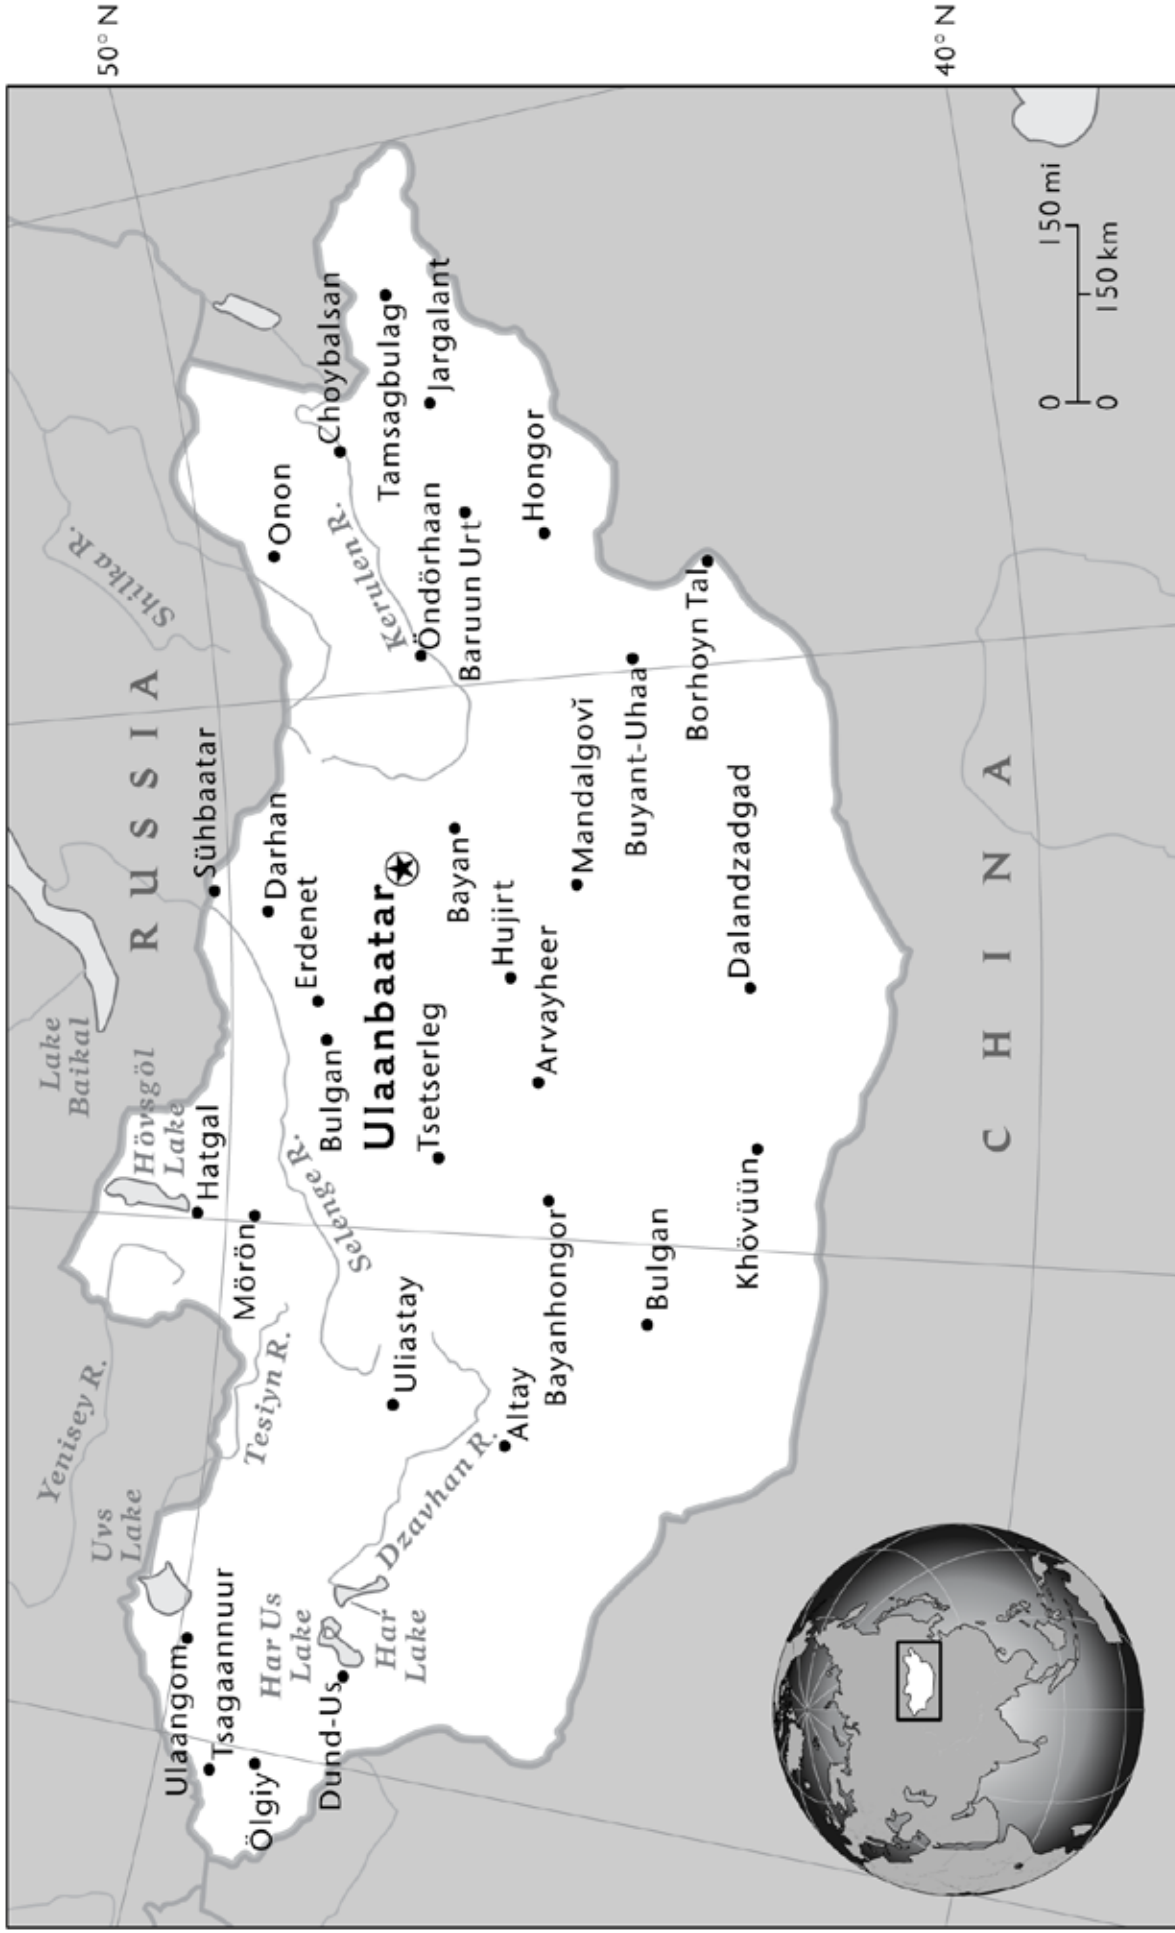 50° N
40° N
RUSSIA
CHINA
Lake
Baikal
Hövsgöl
Lake
Yenisey R.
Uvs
Lake
Shilka R.
Selenge R.
Tesiyn R.
Kerulen R.
Dzavhan R.
Har Us
Lake
Har
Lake
Ulaangom
Tsagaannuur
Ölgiy
Dund-Us
Hatgal
Mörön
Uliastay
Altay
Bayanhongor
Bulgan
Khövüün
Sühbaatar
Darhan
Erdenet
Bulgan
Ulaanbaatar
Tsetserleg
Bayan
Hujirt
Arvayheer
Mandalgovĭ
Buyant-Uhaa
Dalandzadgad
Borhoyn Tal
Onon
Choybalsan
Tamsagbulag
Jargalant
Öndörhaan
Baruun Urt
Hongor
0 150 mi
0 150 km